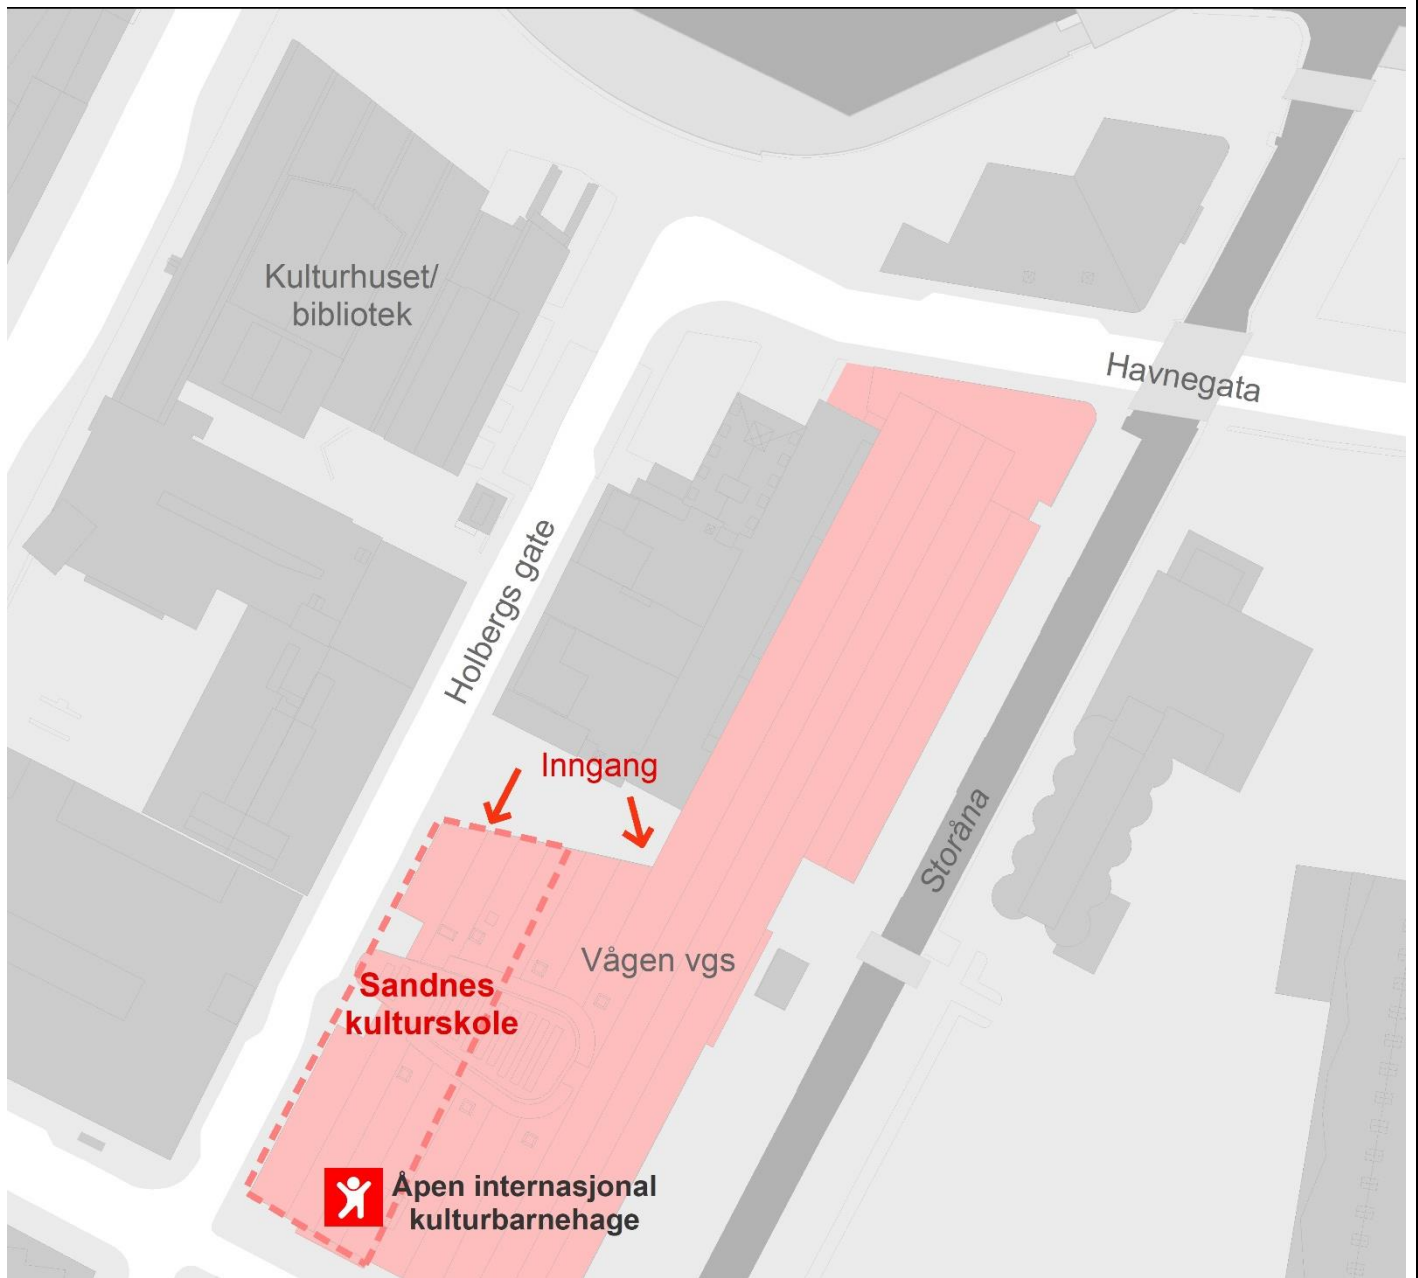 Kulturhuset/
bibliotek
Havnegata
Holbergs gate
Inngang
Storåna
Vågen vgs
Sandnes
kulturskole
Åpen internasjonal
kulturbarnehage